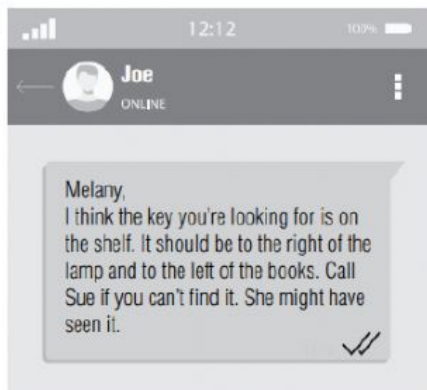 12:12
100%
Joe
ONLINE
Melany,
I think the key you're looking for is on
the shelf. It should be to the right of the
lamp and to the left of the books. Call
Sue if you can't find it. She might have
seen it.